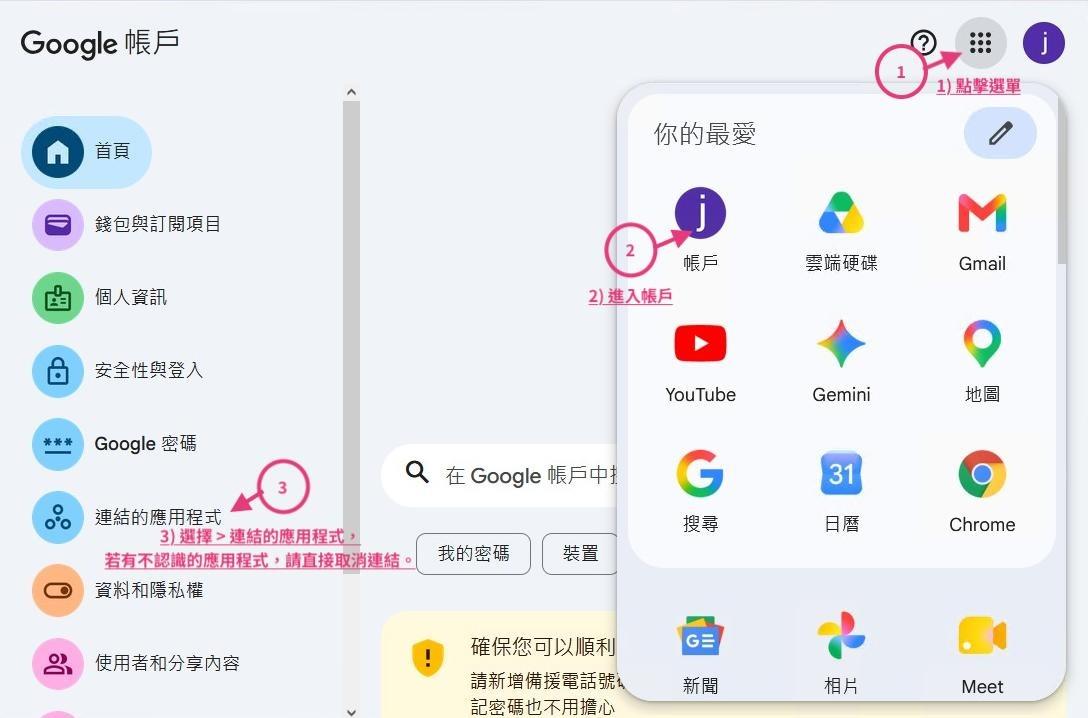 Google 帳戶
j
1
1) 點擊選單
首頁
錢包與訂閱項目
個人資訊
安全性與登入
Google 密碼
連結的應用程式
3
3) 選擇 > 連結的應用程式，
若有不認識的應用程式，請直接取消連結。
資料和隱私權
使用者和分享內容
在 Google 帳戶中
我的密碼
裝置
確保您可以順利
請新增備援電話號
記密碼也不用擔心
你的最愛
j
2
帳戶
2) 進入帳戶
雲端硬碟
Gmail
YouTube
Gemini
地圖
搜尋
31
日曆
Chrome
GE
新聞
相片
Meet